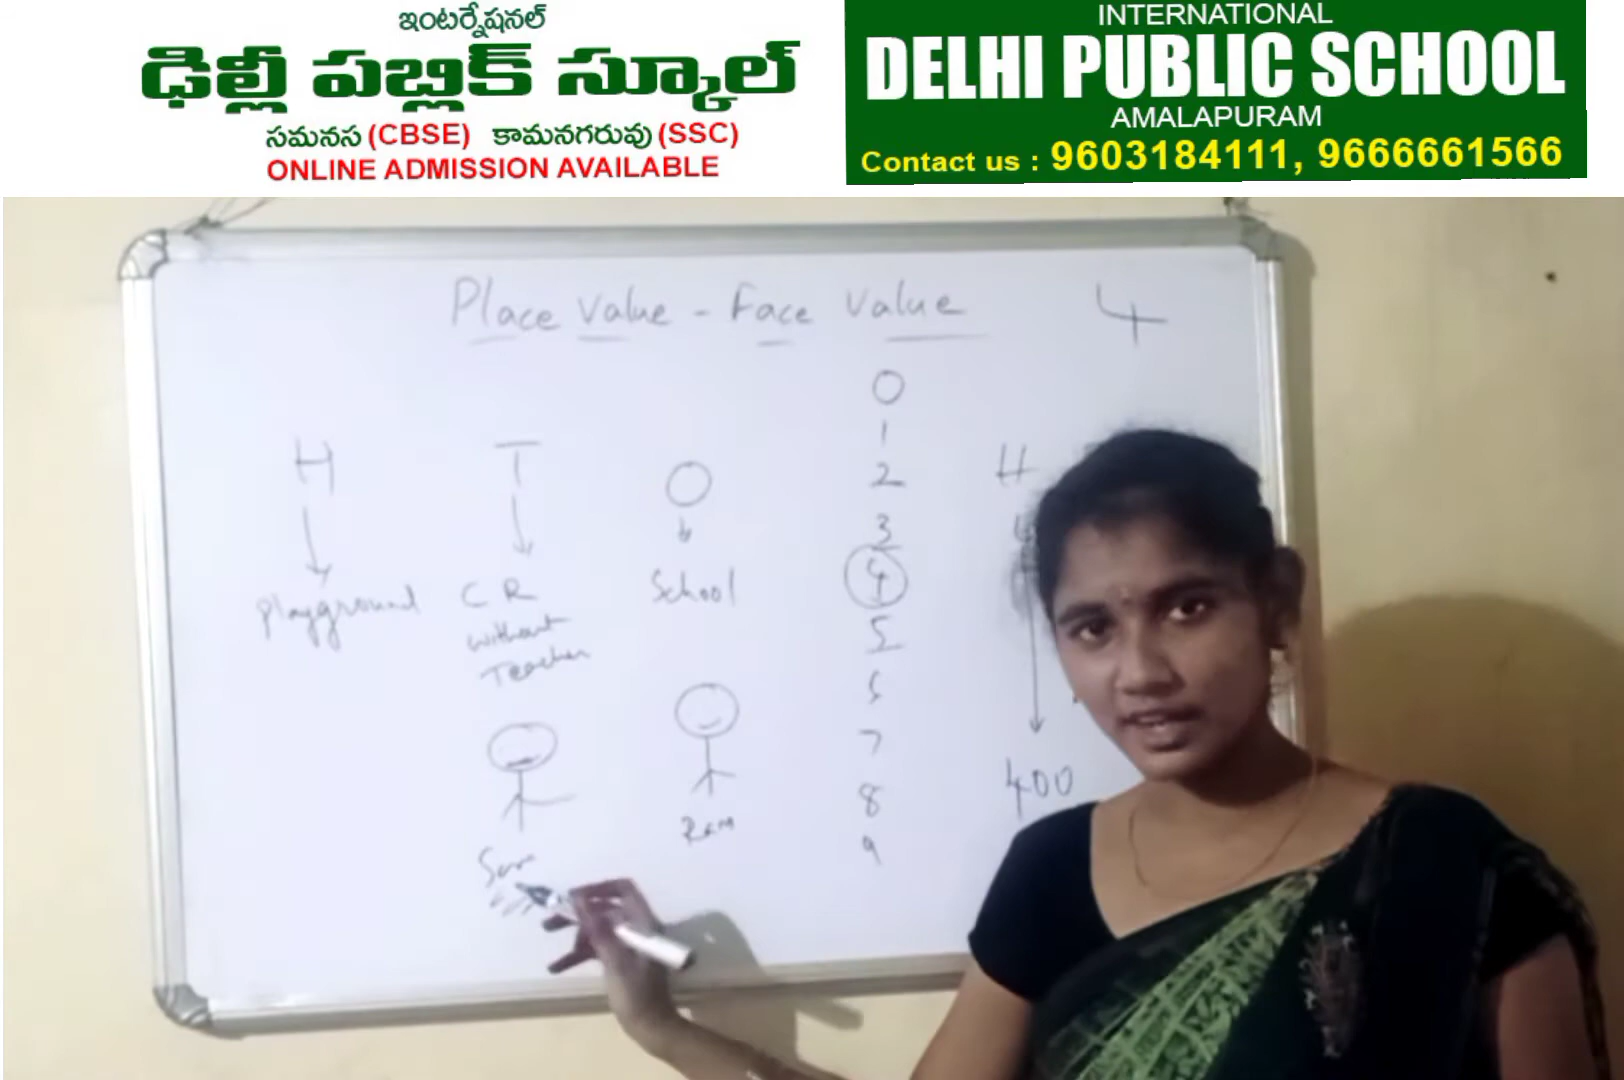 ఇంటర్నేషనల్
ఢిల్లీ పబ్లిక్ స్కూల్
సమనస (CBSE) కామనగరువు (SSC)
ONLINE ADMISSION AVAILABLE
INTERNATIONAL
DELHI PUBLIC SCHOOL
AMALAPURAM
Contact us : 9603184111, 9666661566
Place Value - Face Value 4
H T O
Playground
C R
without
Teacher
School
Ram
0
1
2
3
4
5
6
7
8
9
H
400